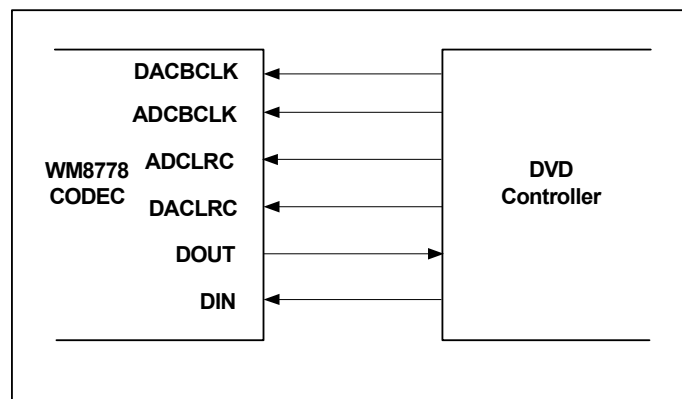 DACBCLK
ADCBCLK
ADCLRC
WM8778
CODEC
DACLRC
DOUT
DIN
DVD
Controller